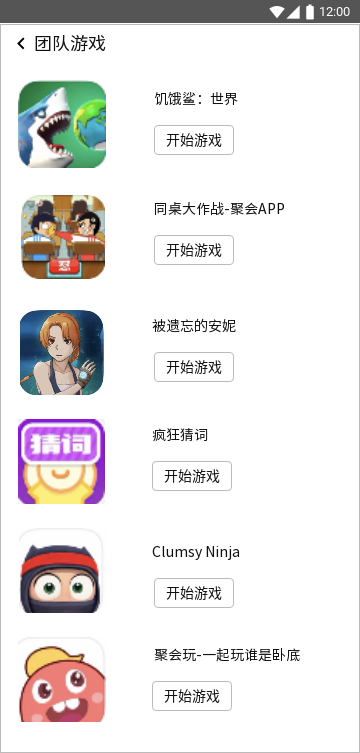 12:00
团队游戏
饥饿鲨：世界
开始游戏
同桌大作战-聚会APP
开始游戏
怼
被遗忘的安妮
开始游戏
疯狂猜词
猜词
开始游戏
Clumsy Ninja
开始游戏
聚会玩-一起玩谁是卧底
开始游戏